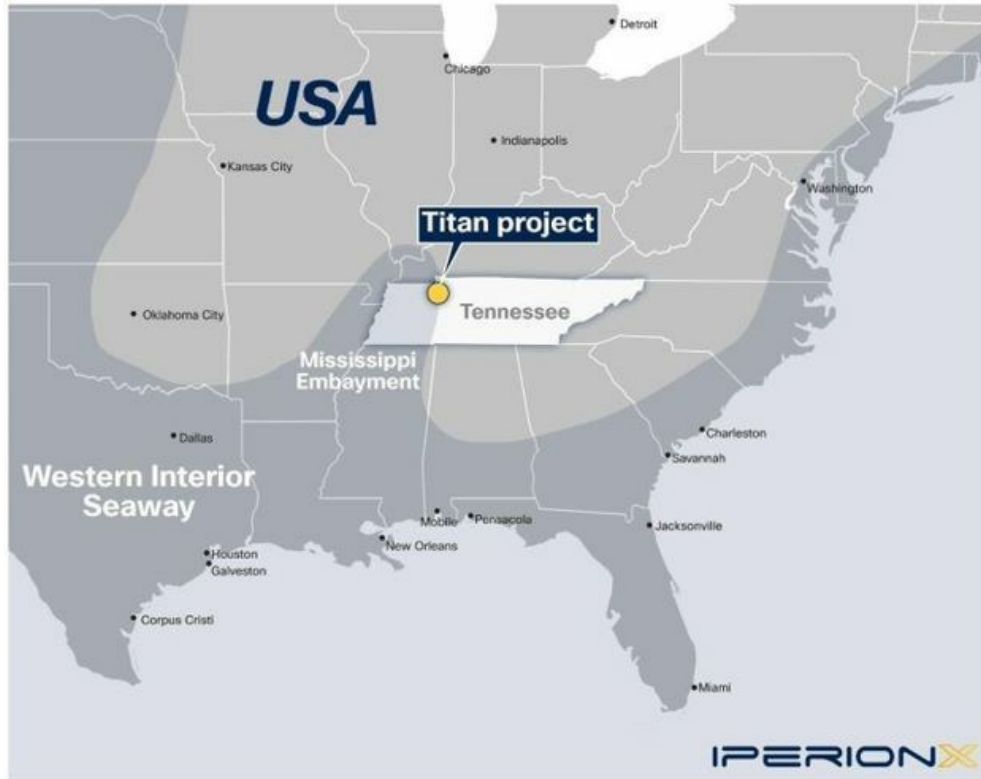 Detroit
Chicago
USA
Indianapolis
Kansas City
Washington
Titan project
Tennessee
Oklahoma City
Mississippi
Embayment
Dallas
Charleston
Western Interior
Seaway
Savannah
Mobile
Pensacola
Jacksonville
New Orleans
Houston
Galveston
Corpus Cristi
Miami
IPERIONX